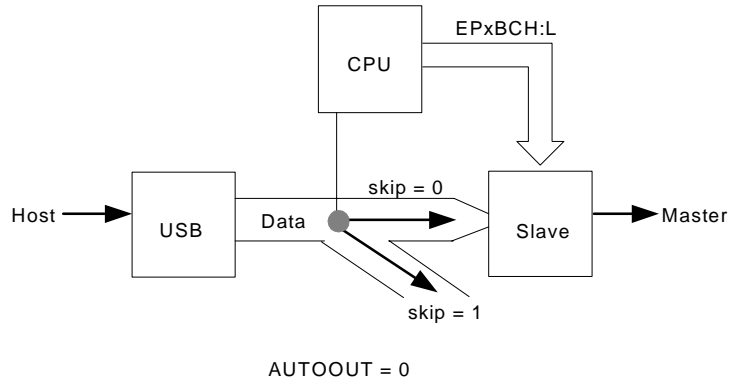 EPxBCH:L
CPU
skip = 0
Host
USB
Data
Slave
Master
skip = 1
AUTOOUT = 0